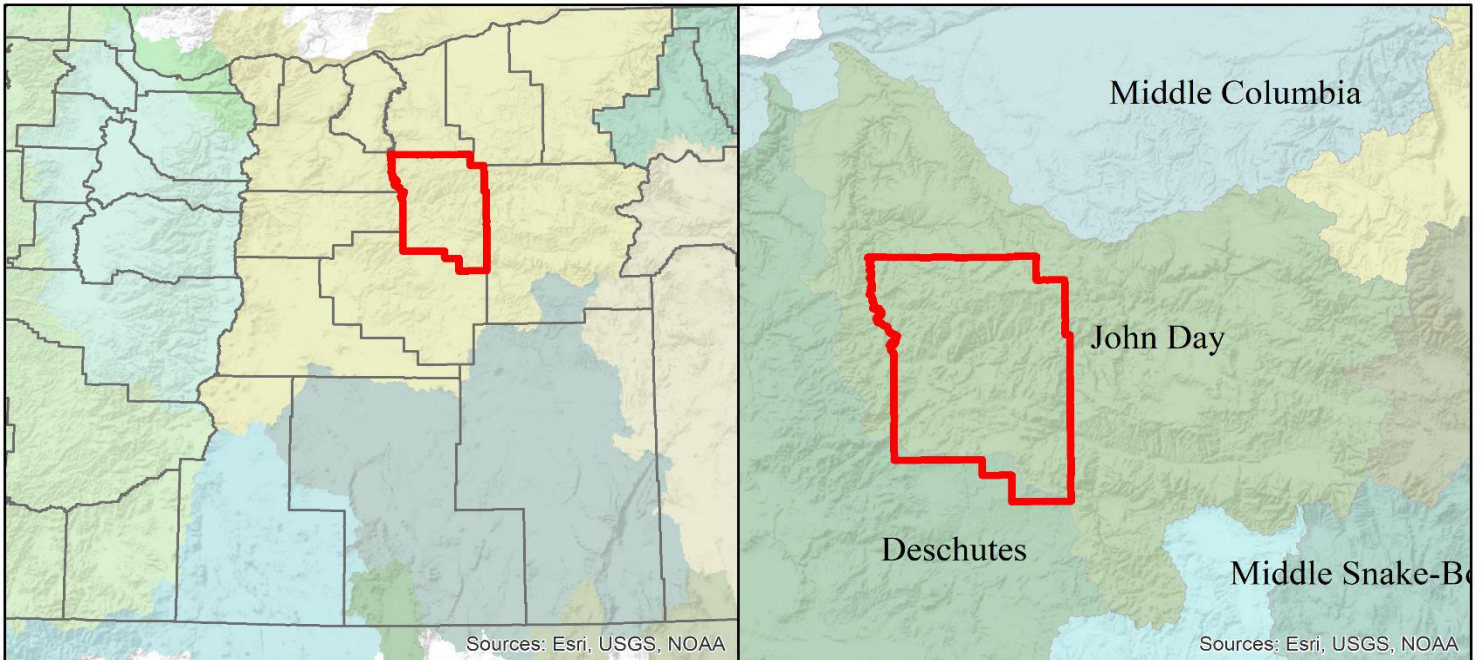 Sources: Esri, USGS, NOAA
Middle Columbia
John Day
Deschutes
Middle Snake-Bo
Sources: Esri, USGS, NOAA